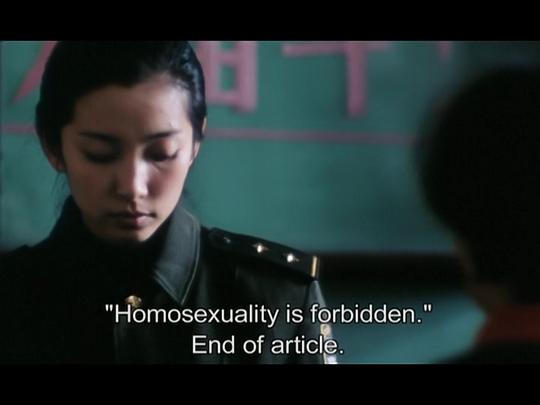 "Homosexuality is forbidden."
End of article.